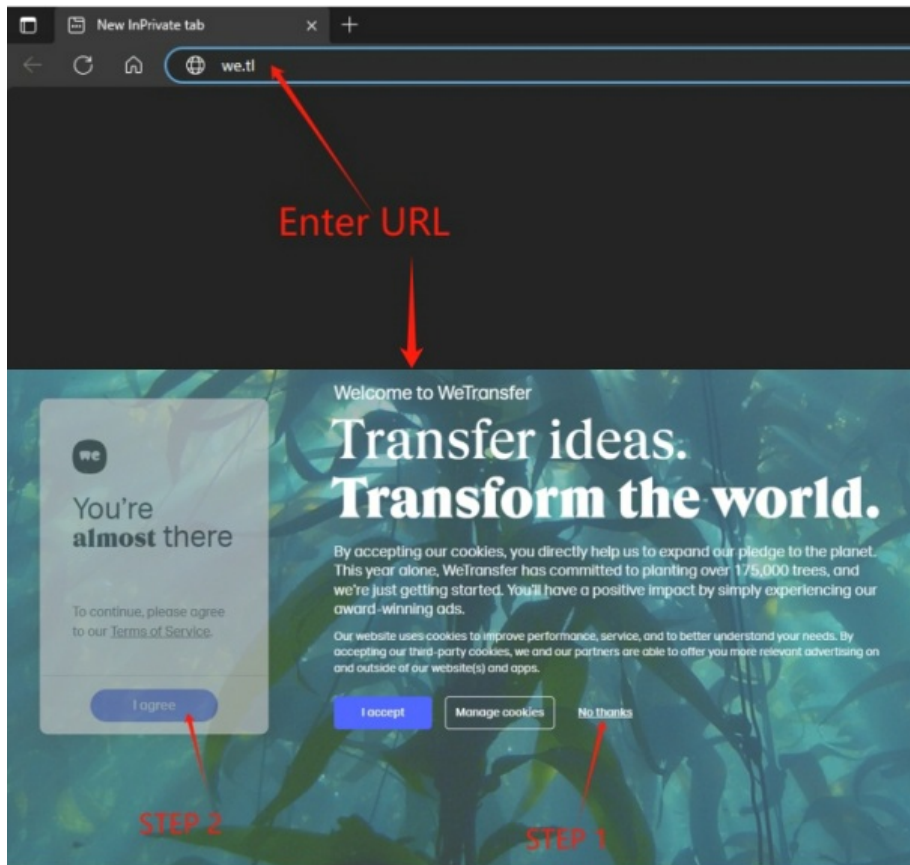 New InPrivate tab
we.tl
Enter URL
Welcome to WeTransfer
Transfer ideas.
Transform the world.
By accepting our cookies, you directly help us to expand our pledge to the planet.
This year alone, WeTransfer has committed to planting over 175,000 trees, and
we're just getting started. You'll have a positive impact by simply experiencing our
award-winning ads.
Our website uses cookies to improve performance, service, and to better understand your needs. By
accepting our third-party cookies, we and our partners are able to offer you more relevant advertising on
and outside of our website(s) and apps.
I accept
Manage cookies
No thanks
STEP 1
we
You're
almost there
To continue, please agree
to our Terms of Service.
I agree
STEP 2